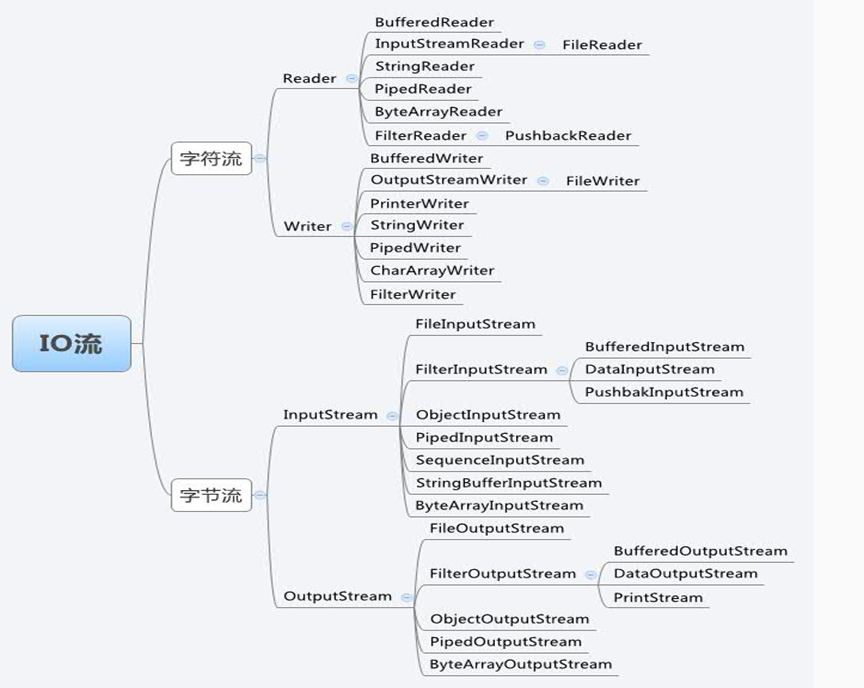 IO流
字符流
Reader
BufferedReader
InputStreamReader
FileReader
StringReader
PipedReader
ByteArrayReader
FilterReader
PushbackReader
Writer
BufferedWriter
OutputStreamWriter
FileWriter
PrinterWriter
StringWriter
PipedWriter
CharArrayWriter
FilterWriter
字节流
InputStream
FileInputStream
FilterInputStream
BufferedInputStream
DataInputStream
PushbakInputStream
ObjectInputStream
PipedInputStream
SequenceInputStream
StringBufferInputStream
ByteArrayInputStream
OutputStream
FileOutputStream
FilterOutputStream
BufferedOutputStream
DataOutputStream
PrintStream
ObjectOutputStream
PipedOutputStream
ByteArrayOutputStream